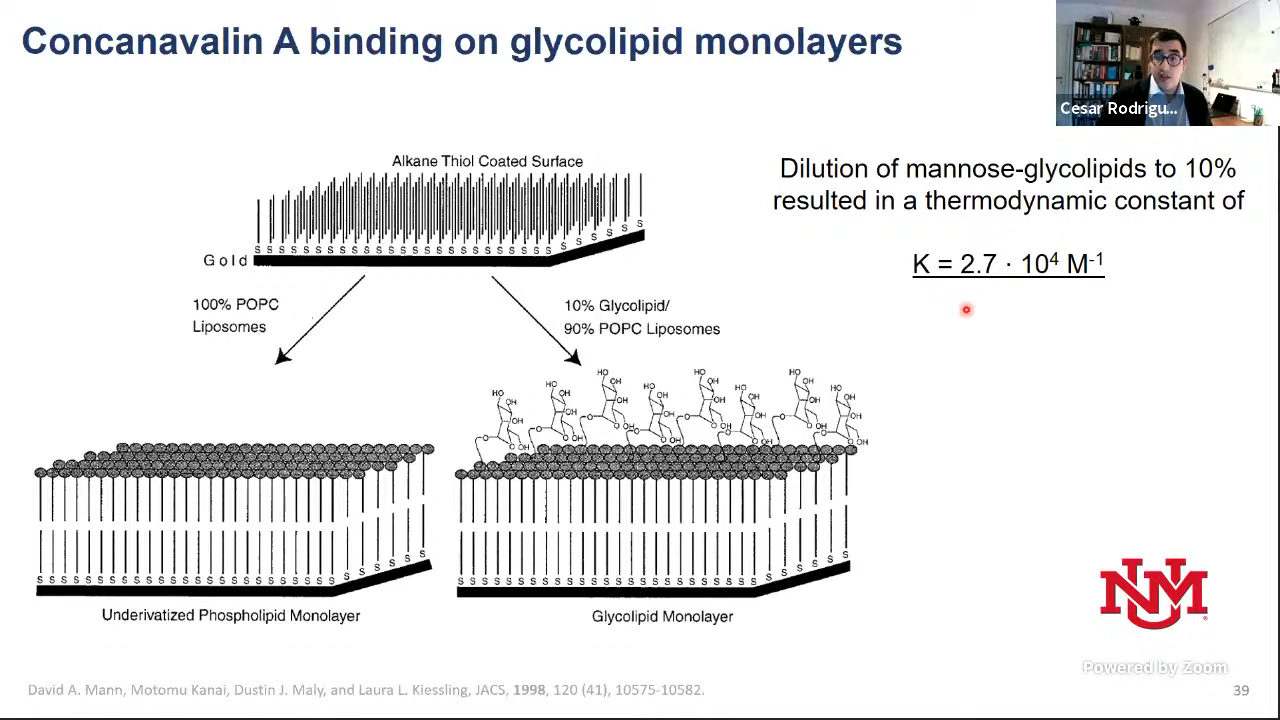 Concanavalin A binding on glycolipid monolayers
Cesar Rodrigu...
Alkane Thiol Coated Surface
Dilution of mannose-glycolipids to 10%
resulted in a thermodynamic constant of
K = 2.7 · 10⁴ M⁻¹
Gold
100% POPC
Liposomes
10% Glycolipid/
90% POPC Liposomes
Underivatized Phospholipid Monolayer
Glycolipid Monolayer
UNM
Powered by Zoom
David A. Mann, Motomu Kanai, Dustin J. Maly, and Laura L. Kiessling, JACS, 1998, 120 (41), 10575-10582.
39